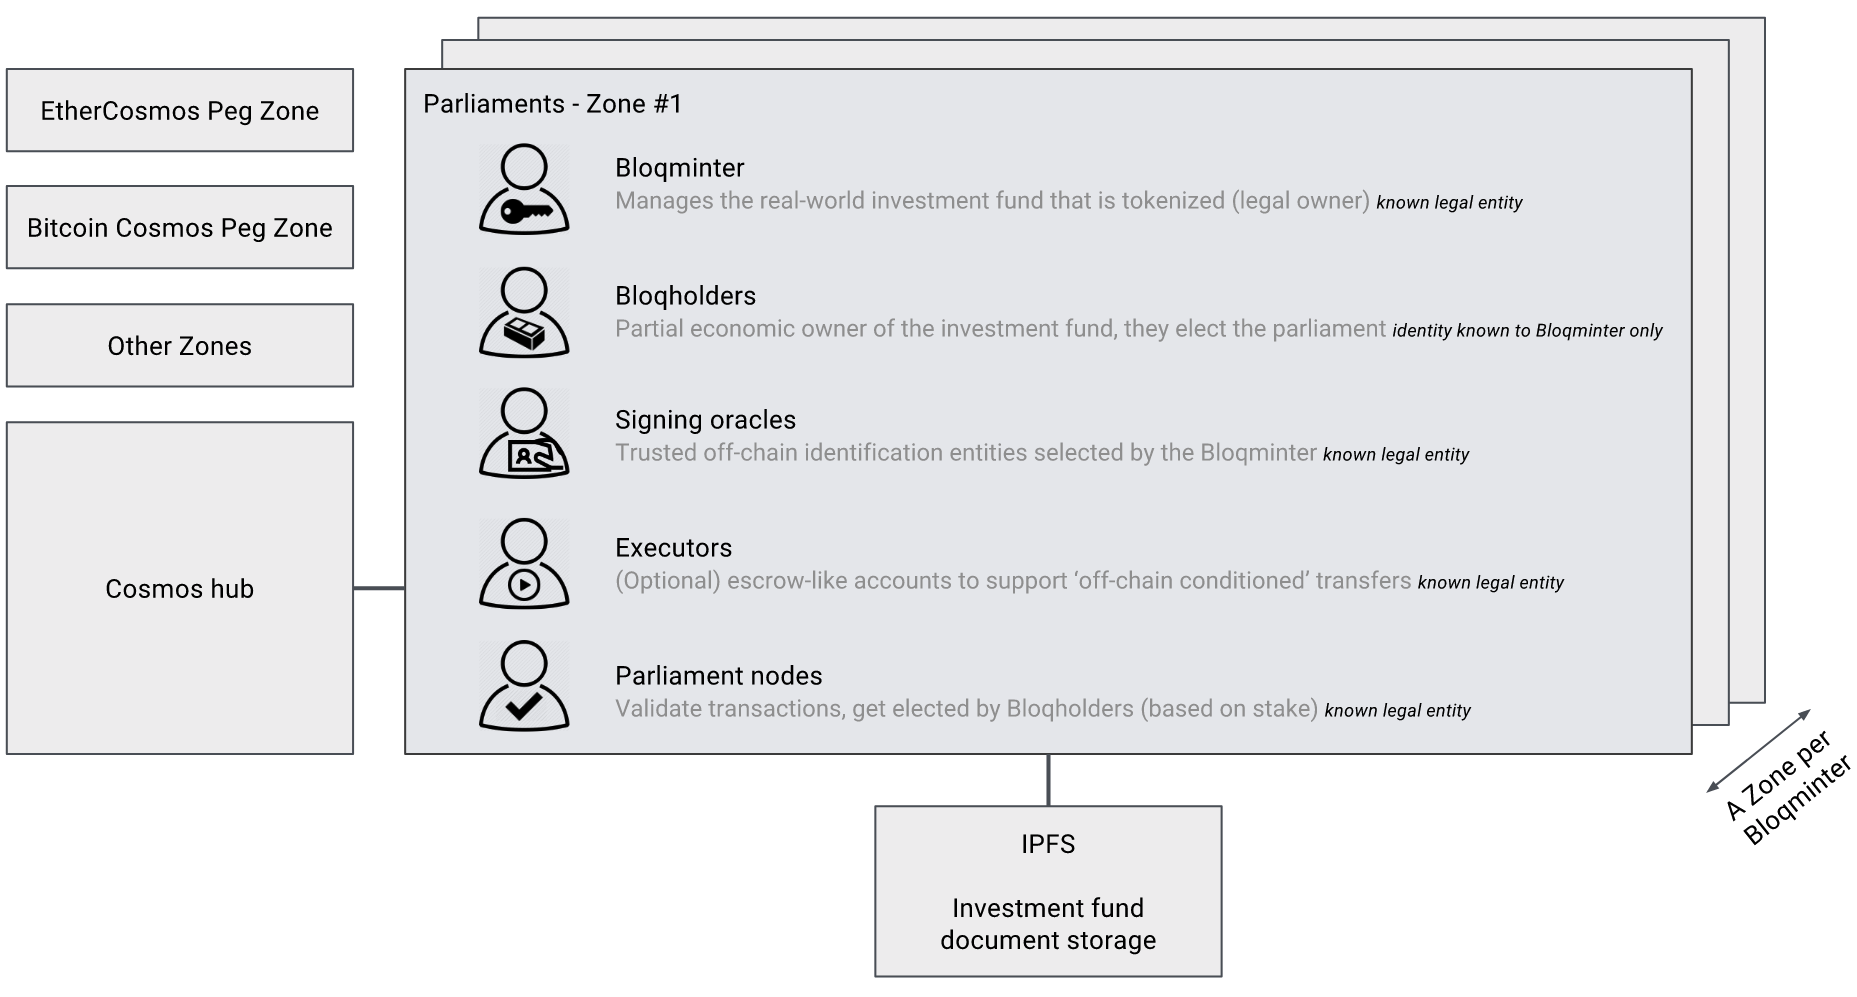 EtherCosmos Peg Zone
Bitcoin Cosmos Peg Zone
Other Zones
Cosmos hub
Parliaments - Zone #1
Bloqminter
Manages the real-world investment fund that is tokenized (legal owner) known legal entity
Bloqholders
Partial economic owner of the investment fund, they elect the parliament identity known to Bloqminter only
Signing oracles
Trusted off-chain identification entities selected by the Bloqminter known legal entity
Executors
(Optional) escrow-like accounts to support ‘off-chain conditioned’ transfers known legal entity
Parliament nodes
Validate transactions, get elected by Bloqholders (based on stake) known legal entity
A Zone per
Bloqminter
IPFS
Investment fund
document storage